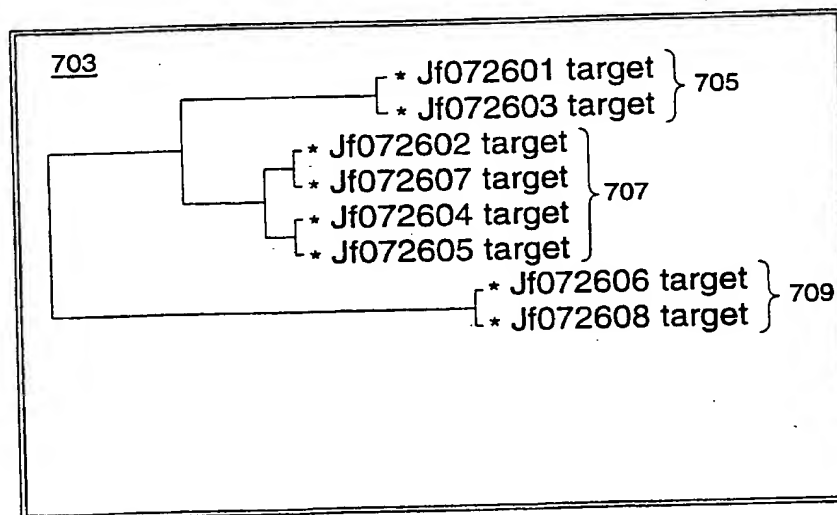 703
* Jf072601 target
* Jf072603 target
705
* Jf072602 target
* Jf072607 target
* Jf072604 target
* Jf072605 target
707
* Jf072606 target
* Jf072608 target
709